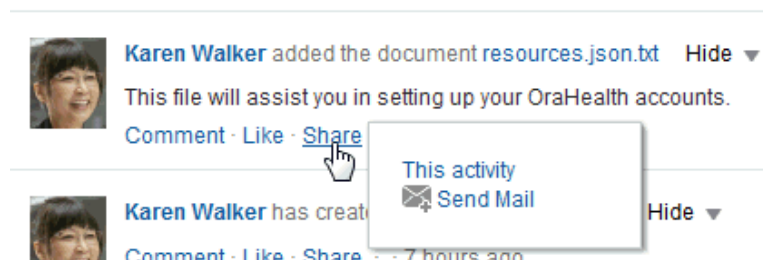 Karen Walker added the document resources.json.txt Hide
This file will assist you in setting up your OraHealth accounts.
Comment · Like · Share
This activity
Send Mail
Karen Walker has Hide
Comment · Like · Share · · 7 hours ago